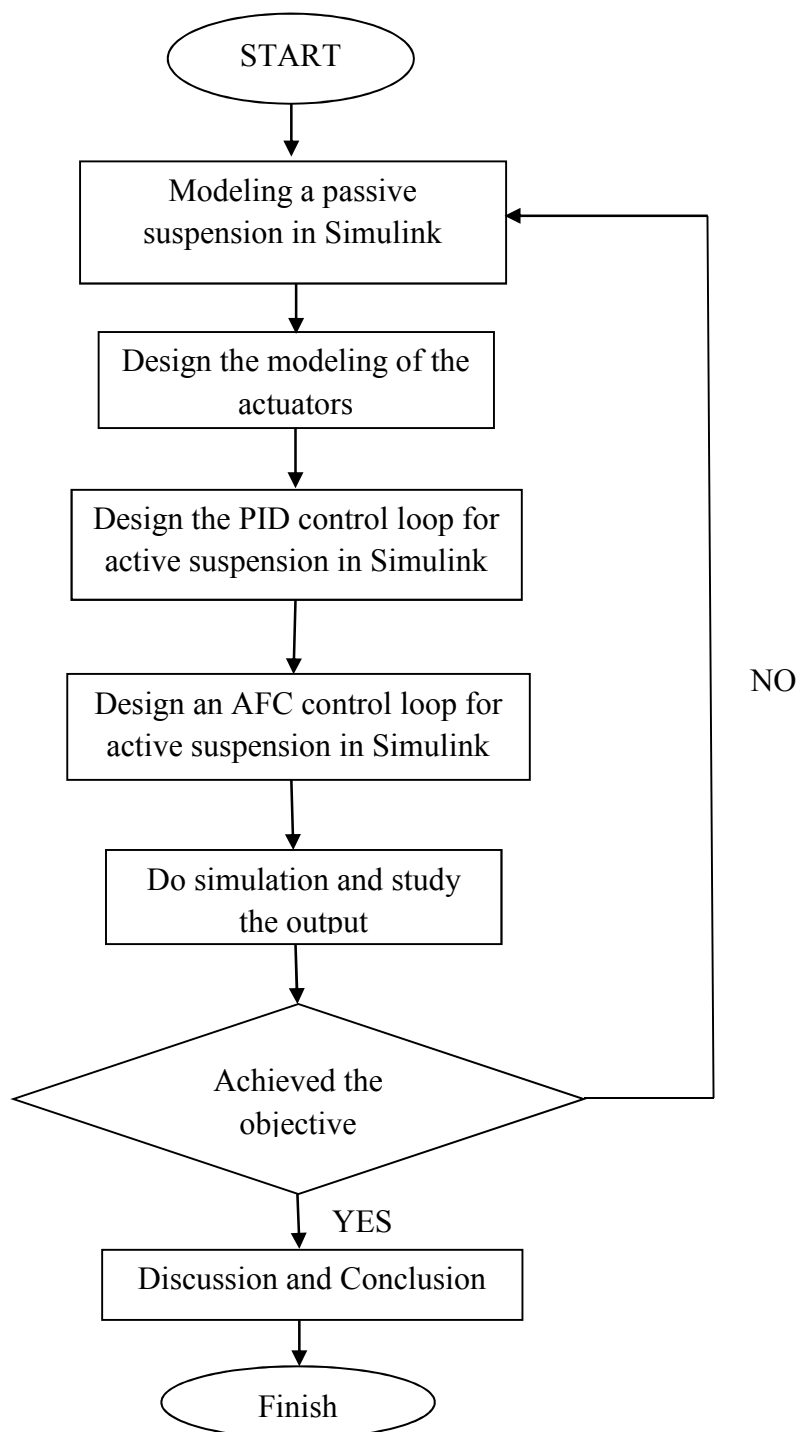 START
Modeling a passive
suspension in Simulink
Design the modeling of the
actuators
Design the PID control loop for
active suspension in Simulink
Design an AFC control loop for
active suspension in Simulink
NO
Do simulation and study
the output
Achieved the
objective
YES
Discussion and Conclusion
Finish